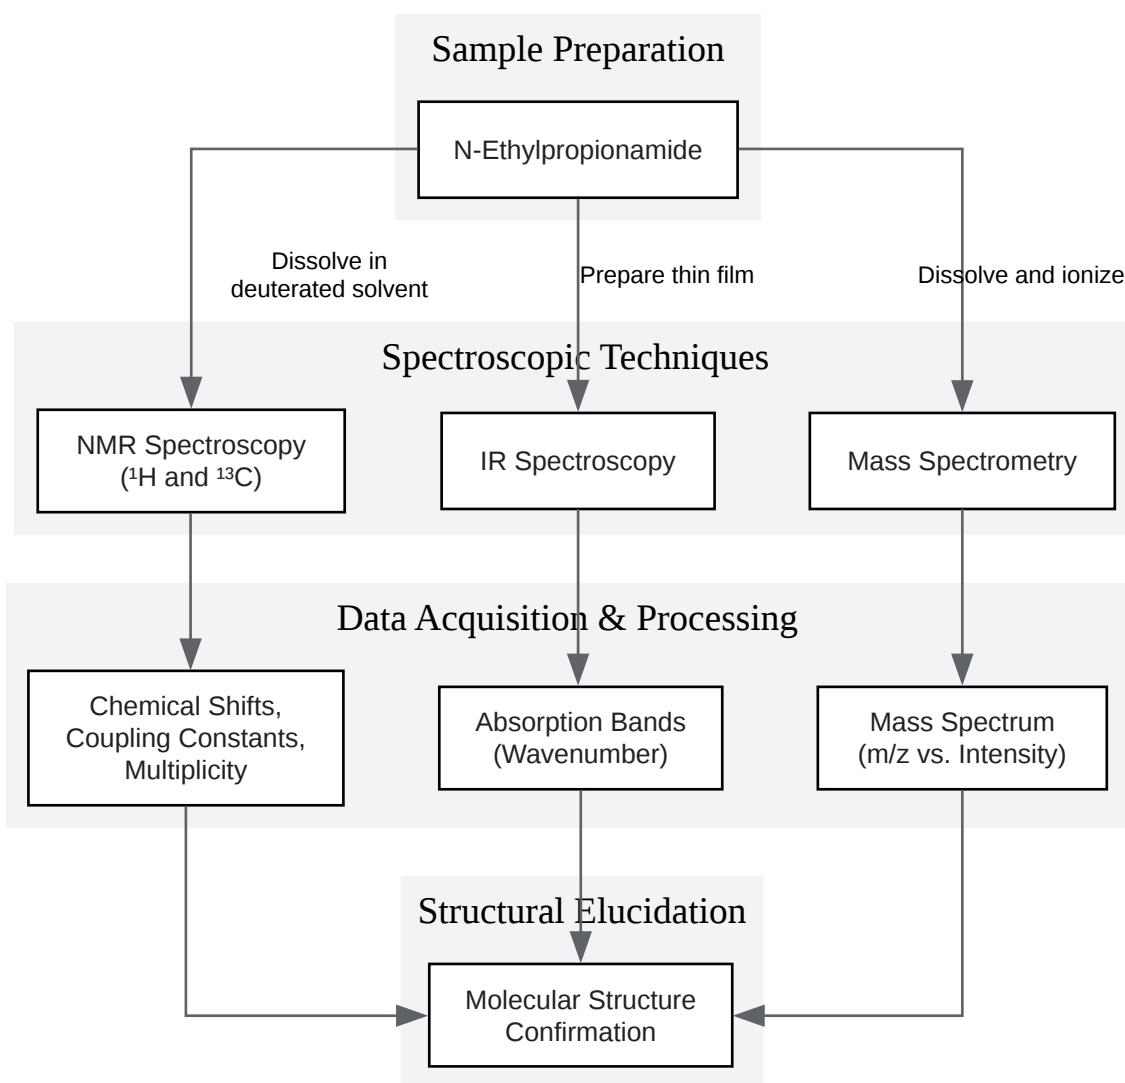 Sample Preparation
N-Ethylpropionamide
Dissolve in
deuterated solvent
Prepare thin film
Dissolve and ionize
Spectroscopic Techniques
NMR Spectroscopy
(¹H and ¹³C)
IR Spectroscopy
Mass Spectrometry
Data Acquisition & Processing
Chemical Shifts,
Coupling Constants,
Multiplicity
Absorption Bands
(Wavenumber)
Mass Spectrum
(m/z vs. Intensity)
Structural Elucidation
Molecular Structure
Confirmation